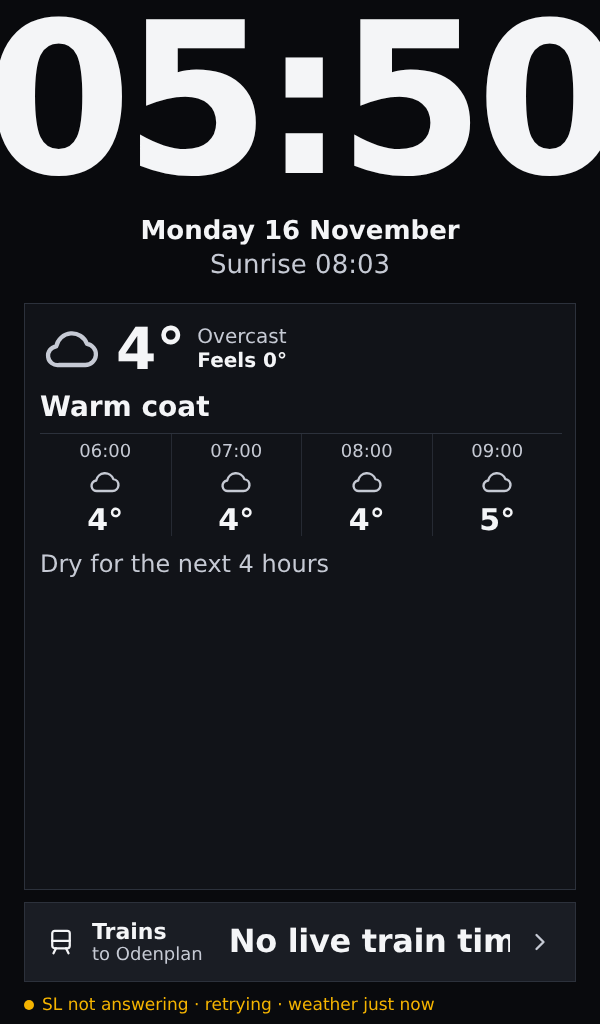 05:50
Monday 16 November
Sunrise 08:03
4° Overcast
Feels 0°
Warm coat
06:00 07:00 08:00 09:00
4° 4° 4° 5°
Dry for the next 4 hours
Trains
to Odenplan
No live train tim
SL not answering · retrying · weather just now